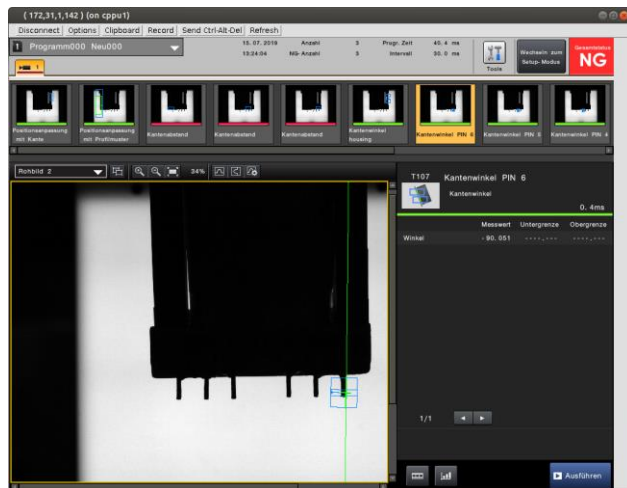 ( 172,31,1,142 ) (on cppu1)
Disconnect Options Clipboard Record Send Ctrl-Alt-Del Refresh
1 Programm000 Neu000
15. 07. 2019 Anzahl 3 Progr. Zeit 45. 4 ms
13:24:04 NG-Anzahl 3 Intervall 30. 0 ms
Tools
Wechseln zum
Setup-Modus
Gesamtstatus
NG
1
Positionsanpassung
mit Kante
Positionsanpassung
mit Profilmuster
Kantenabstand
Kantenabstand
Kantenabstand
Kantenwinkel
housing
Kantenwinkel PIN 6
Kantenwinkel PIN 5
Kantenwinkel PIN 4
Rohbild 2
34%
T107 Kantenwinkel PIN 6
Kantenwinkel
0. 4ms
Messwert Untergrenze Obergrenze
Winkel - 90. 051 ----.--- ----.---
1/1
Ausführen